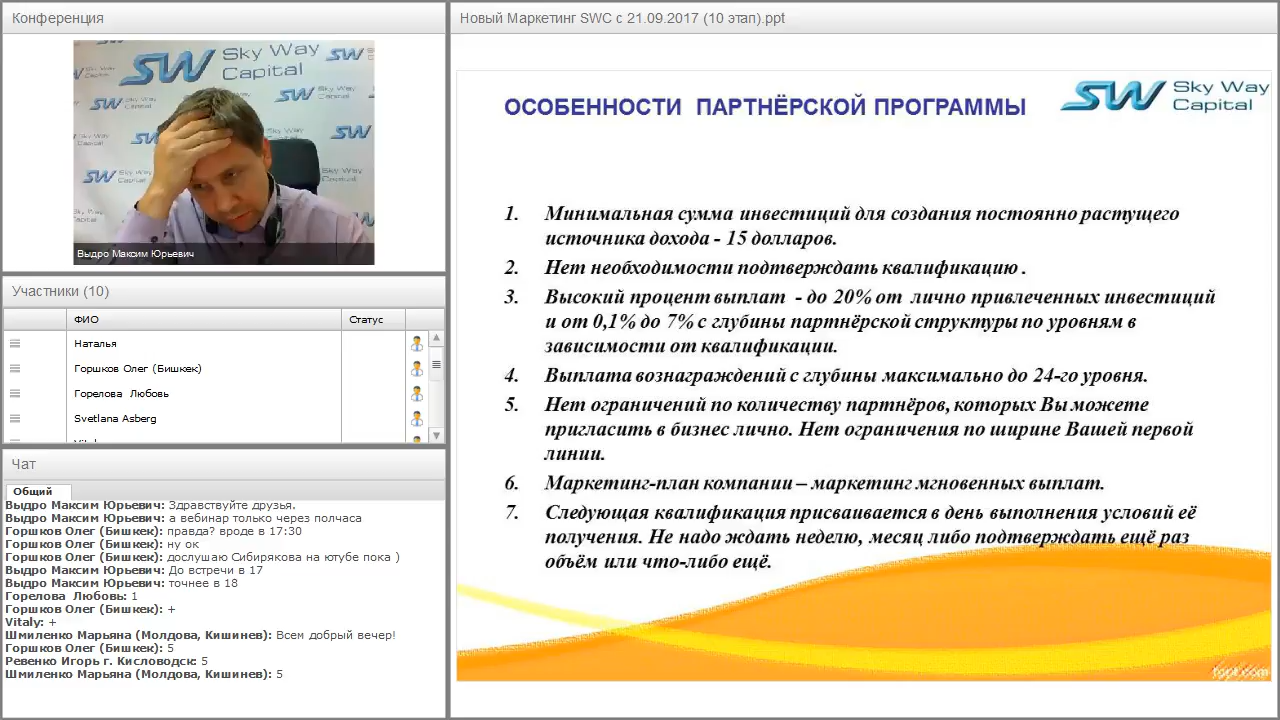 Конференция
SW Sky Way Capital
Выдро Максим Юрьевич
Участники (10)
ФИО
Статус
Наталья
Горшков Олег (Бишкек)
Горелова Любовь
Svetlana Asberg
Чат
Общий
Выдро Максим Юрьевич: Здравствуйте друзья.
Выдро Максим Юрьевич: а вебинар только через полчаса
Горшков Олег (Бишкек): правда? вроде в 17:30
Горшков Олег (Бишкек): ну ок
Горшков Олег (Бишкек): дослушаю Сибирякова на ютубе пока )
Выдро Максим Юрьевич: До встречи в 17
Выдро Максим Юрьевич: точнее в 18
Горелова Любовь: 1
Горшков Олег (Бишкек): +
Vitaly: +
Шмиленко Марьяна (Молдова, Кишинев): Всем добрый вечер!
Горшков Олег (Бишкек): 5
Ревенко Игорь г. Кисловодск: 5
Шмиленко Марьяна (Молдова, Кишинев): 5
Новый Маркетинг SWC с 21.09.2017 (10 этап).ppt
ОСОБЕННОСТИ ПАРТНЁРСКОЙ ПРОГРАММЫ
SW Sky Way
Capital
1. Минимальная сумма инвестиций для создания постоянно растущего
источника дохода - 15 долларов.
2. Нет необходимости подтверждать квалификацию .
3. Высокий процент выплат - до 20% от лично привлеченных инвестиций
и от 0,1% до 7% с глубины партнёрской структуры по уровням в
зависимости от квалификации.
4. Выплата вознаграждений с глубины максимально до 24-го уровня.
5. Нет ограничений по количеству партнёров, которых Вы можете
пригласить в бизнес лично. Нет ограничения по ширине Вашей первой
линии.
6. Маркетинг-план компании – маркетинг мгновенных выплат.
7. Следующая квалификация присваивается в день выполнения условий её
получения. Не надо ждать неделю, месяц либо подтверждать ещё раз
объём или что-либо ещё.
fppt.com